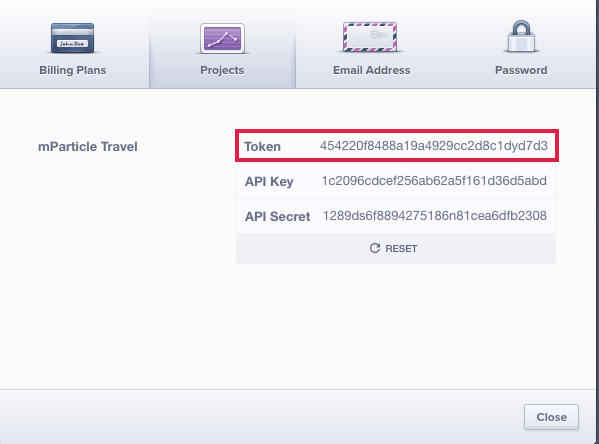 John Doe
Billing Plans
Projects
Email Address
Password
mParticle Travel
Token 454220f8488a19a4929cc2d8c1dyd7d3
API Key 1c2096cdcef256ab62a5f161d36d5abd
API Secret 1289ds6f8894275186n81cea6dfb2308
RESET
Close